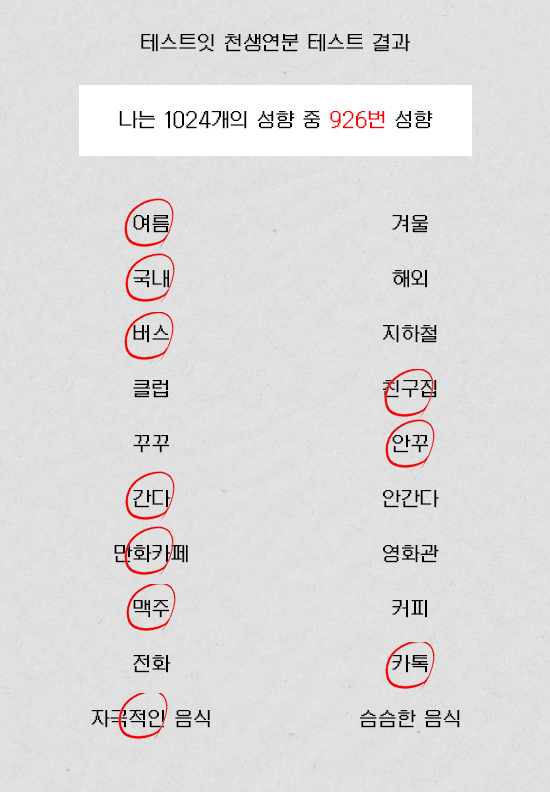 테스트잇 천생연분 테스트 결과
나는 1024개의 성향 중 926번 성향
여름 겨울
국내 해외
버스 지하철
클럽 친구집
꾸꾸 안꾸
간다 안간다
만화카페 영화관
맥주 커피
전화 카톡
자극적인 음식 슴슴한 음식